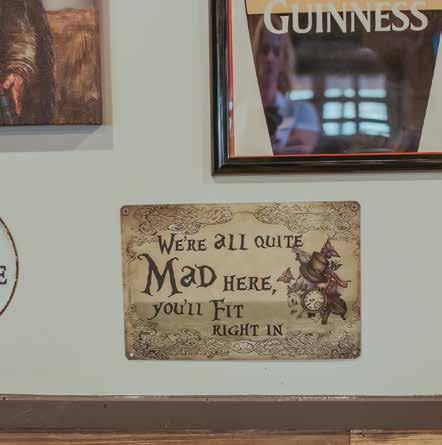 GUINNESS
WE'RE ALL QUITE
MAD HERE,
YOU'LL FIT
RIGHT IN
E